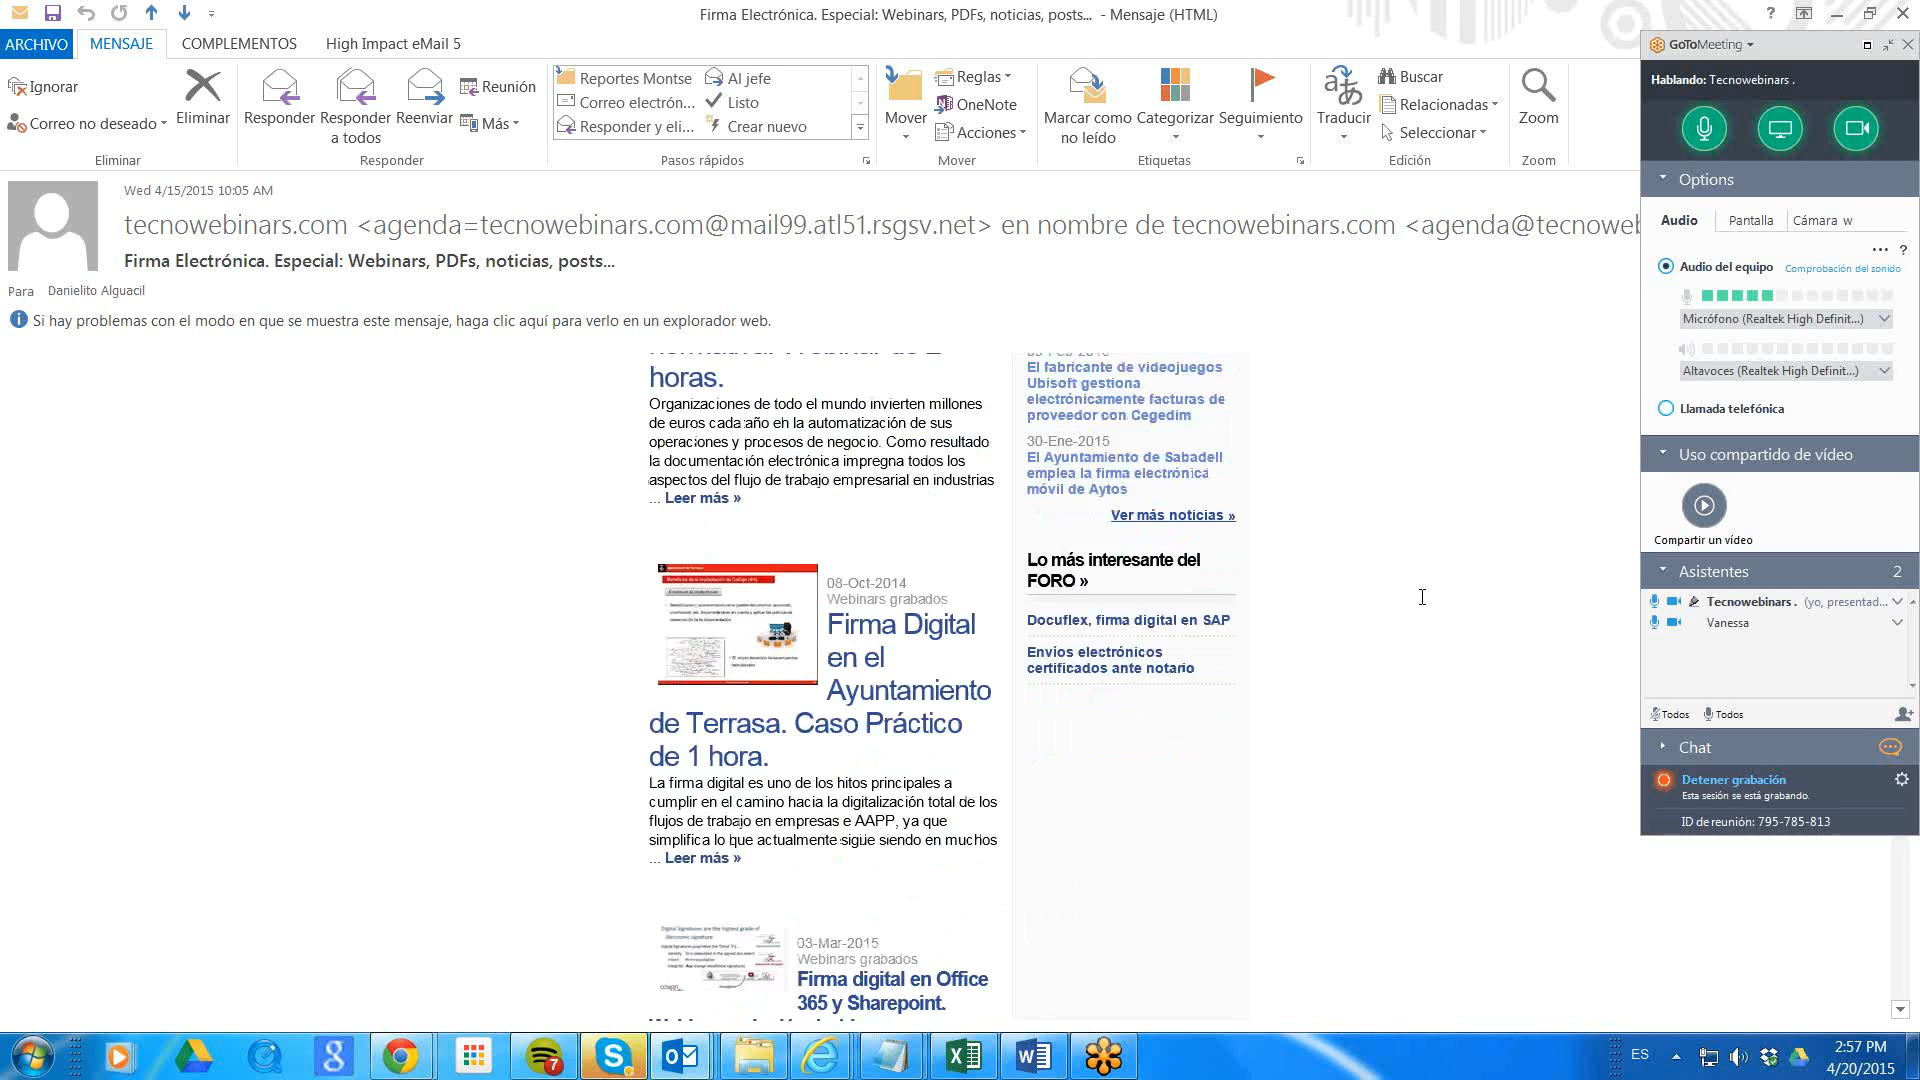 Firma Electrónica. Especial: Webinars, PDFs, noticias, posts... - Mensaje (HTML)
ARCHIVO
MENSAJE
COMPLEMENTOS
High Impact eMail 5
Ignorar
Correo no deseado
Eliminar
Eliminar
Responder
Responder a todos
Reenviar
Reunión
Más
Responder
Reportes Montse
Correo electrón...
Responder y eli...
Al jefe
Listo
Crear nuevo
Pasos rápidos
Mover
Reglas
OneNote
Acciones
Mover
Marcar como no leído
Categorizar
Seguimiento
Etiquetas
Traducir
Buscar
Relacionadas
Seleccionar
Edición
Zoom
Zoom
Wed 4/15/2015 10:05 AM
tecnowebinars.com <agenda=tecnowebinars.com@mail99.atl51.rsgsv.net> en nombre de tecnowebinars.com <agenda@tecnoweb
Firma Electrónica. Especial: Webinars, PDFs, noticias, posts...
Para Danielito Alguacil
Si hay problemas con el modo en que se muestra este mensaje, haga clic aquí para verlo en un explorador web.
horas.
Organizaciones de todo el mundo invierten millones
de euros cada año en la automatización de sus
operaciones y procesos de negocio. Como resultado
la documentación electrónica impregna todos los
aspectos del flujo de trabajo empresarial en industrias
... Leer más »
08-Oct-2014
Webinars grabados
Firma Digital
en el
Ayuntamiento
de Terrasa. Caso Práctico
de 1 hora.
La firma digital es uno de los hitos principales a
cumplir en el camino hacia la digitalización total de los
flujos de trabajo en empresas e AAPP, ya que
simplifica lo que actualmente sigue siendo en muchos
... Leer más »
03-Mar-2015
Webinars grabados
Firma digital en Office
365 y Sharepoint.
El fabricante de videojuegos
Ubisoft gestiona
electrónicamente facturas de
proveedor con Cegedim
30-Ene-2015
El Ayuntamiento de Sabadell
emplea la firma electrónica
móvil de Aytos
Ver más noticias »
Lo más interesante del
FORO »
Docuflex, firma digital en SAP
Envíos electrónicos
certificados ante notario
GoToMeeting
Hablando: Tecnowebinars .
Options
Audio
Pantalla
Cámara w
Audio del equipo
Comprobación del sonido
Micrófono (Realtek High Definit...)
Altavoces (Realtek High Definit...)
Llamada telefónica
Uso compartido de vídeo
Compartir un vídeo
Asistentes 2
Tecnowebinars . (yo, presentad...
Vanessa
Todos
Todos
Chat
Detener grabación
Esta sesión se está grabando.
ID de reunión: 795-785-813
7
ES
2:57 PM
4/20/2015